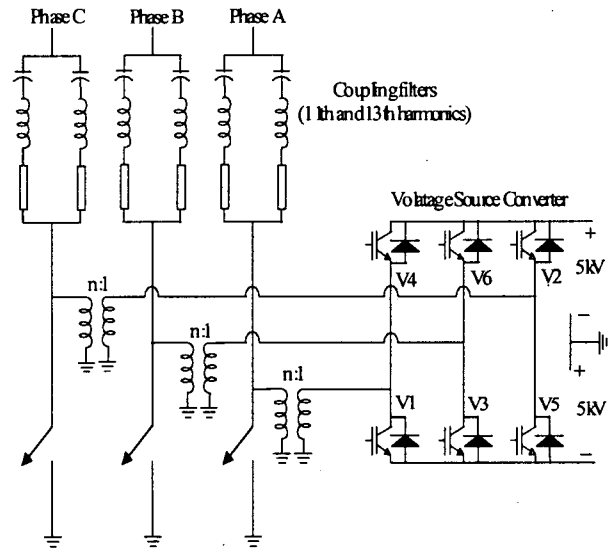 Phase C Phase B Phase A
Coupling filters
(11th and 13th harmonics)
Volatage Source Converter
+
V4 V6 V2 5kV
n:1
n:1
−
+
n:1
V1 V3 V5 5kV
−